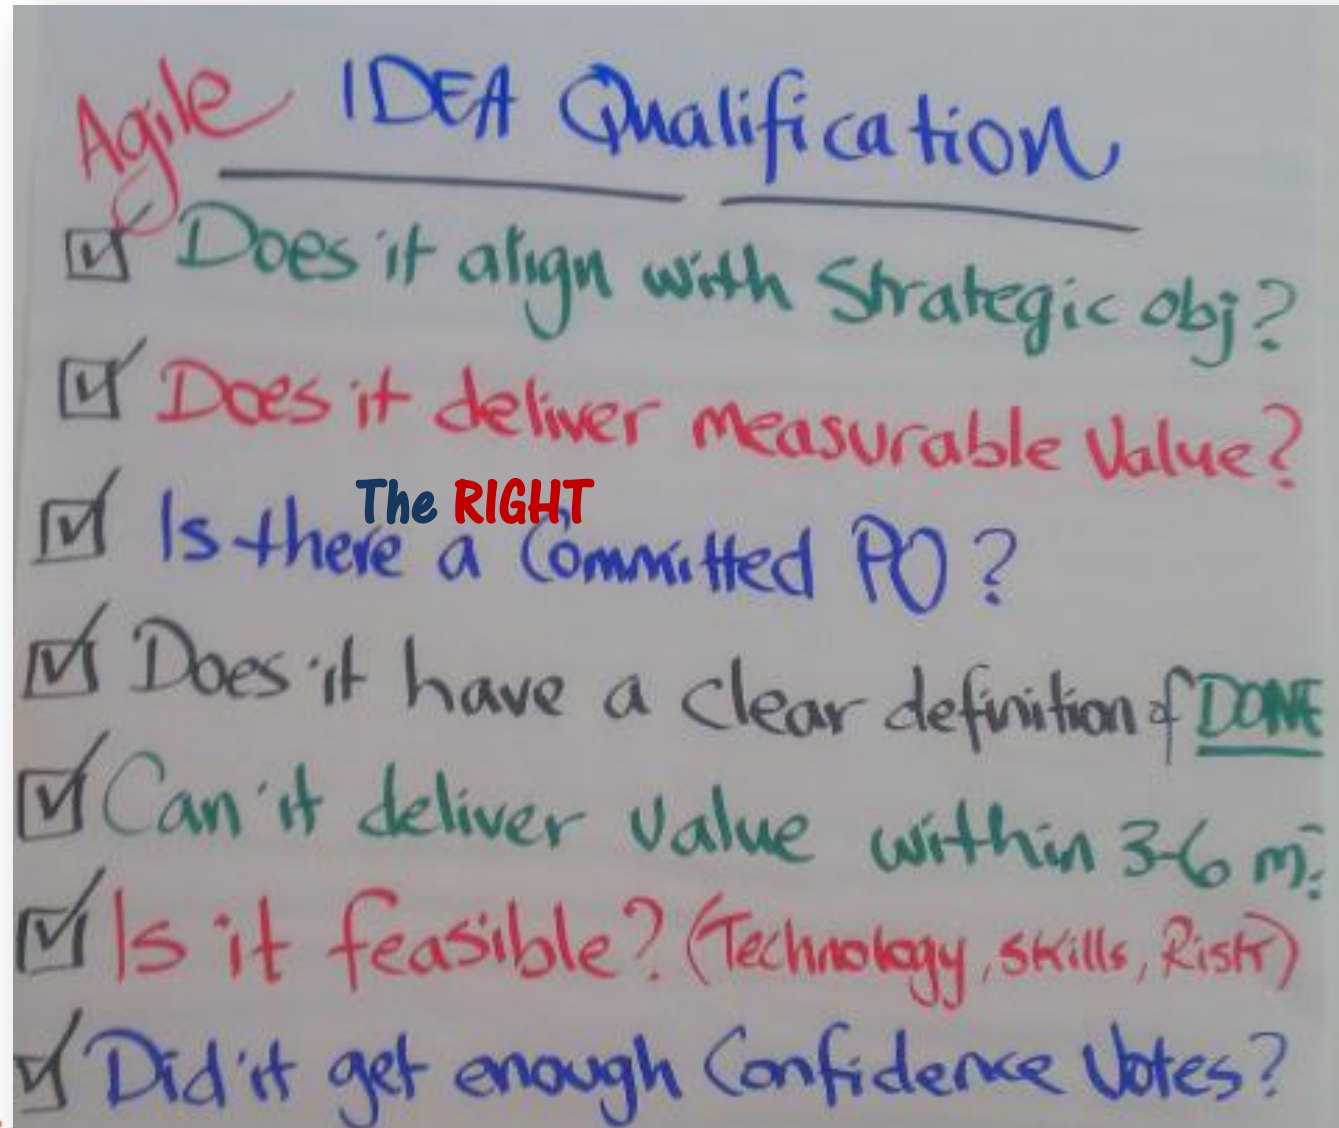 Agile IDEA Qualification
Does it align with Strategic obj?
Does it deliver measurable Value?
The RIGHT
Is there a Committed PO?
Does it have a clear definition of DONE
Can it deliver value within 3-6 m?
Is it feasible? (Technology, skills, Risk)
Did it get enough Confidence Votes?